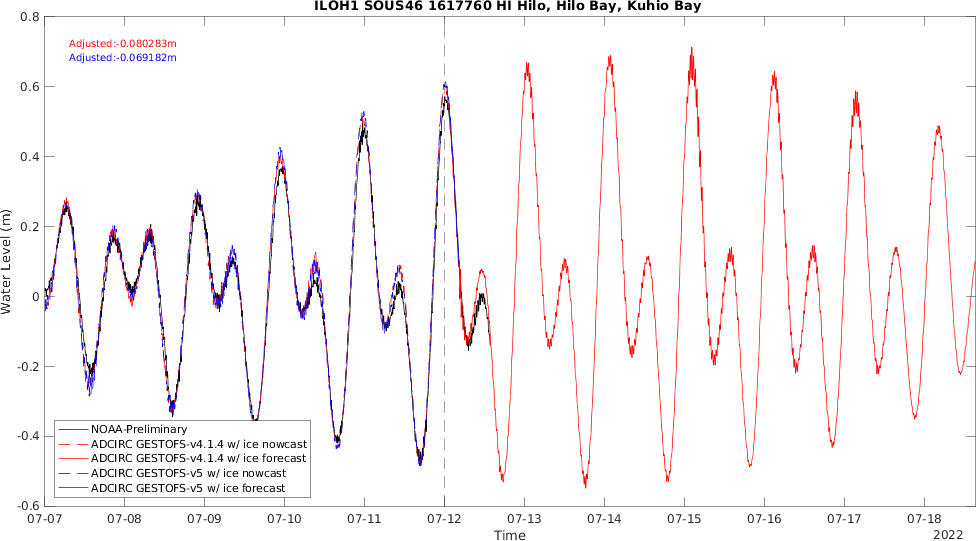 ILOH1 SOUS46 1617760 HI Hilo, Hilo Bay, Kuhio Bay
Adjusted:-0.080283m
Adjusted:-0.069182m
0.8
0.6
0.4
0.2
0
-0.2
-0.4
-0.6
Water Level (m)
NOAA-Preliminary
ADCIRC GESTOFS-v4.1.4 w/ ice nowcast
ADCIRC GESTOFS-v4.1.4 w/ ice forecast
ADCIRC GESTOFS-v5 w/ ice nowcast
ADCIRC GESTOFS-v5 w/ ice forecast
07-07 07-08 07-09 07-10 07-11 07-12 07-13 07-14 07-15 07-16 07-17 07-18
Time
2022